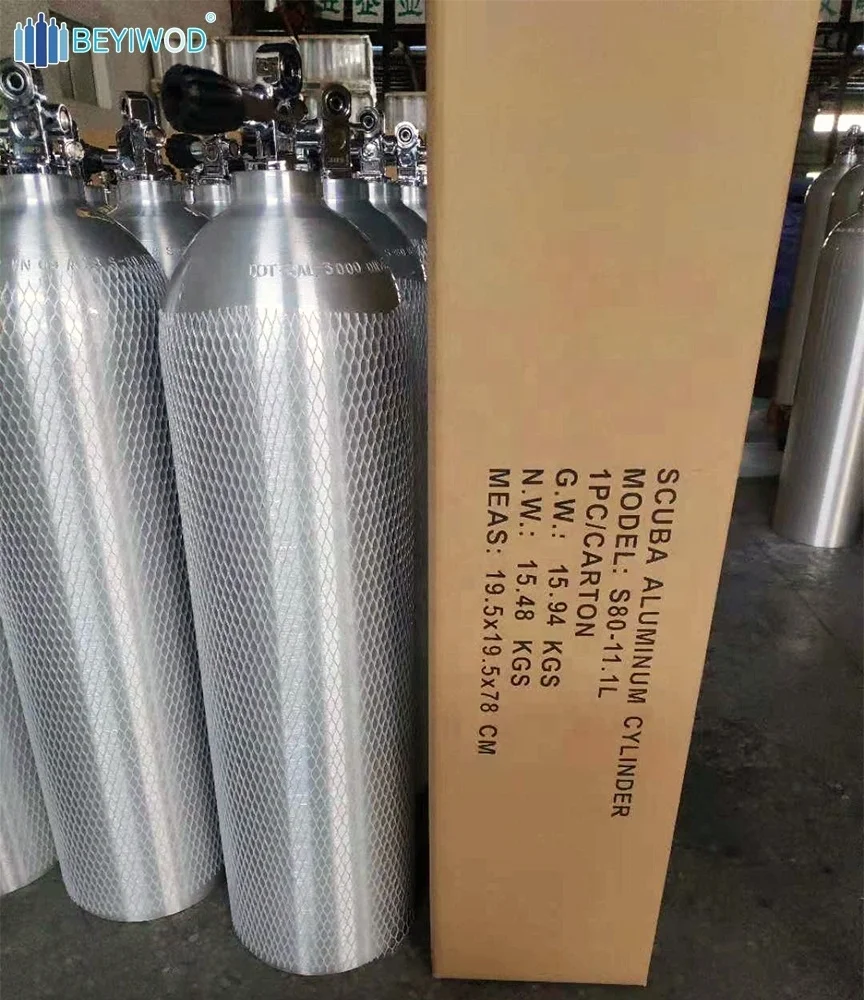 BEYIWOD®
SCUBA ALUMINUM CYLINDER
MODEL: S80-11.1L
1PC/CARTON
G.W.: 15.94 KGS
N.W.: 15.48 KGS
MEAS: 19.5x19.5x78 CM
3000